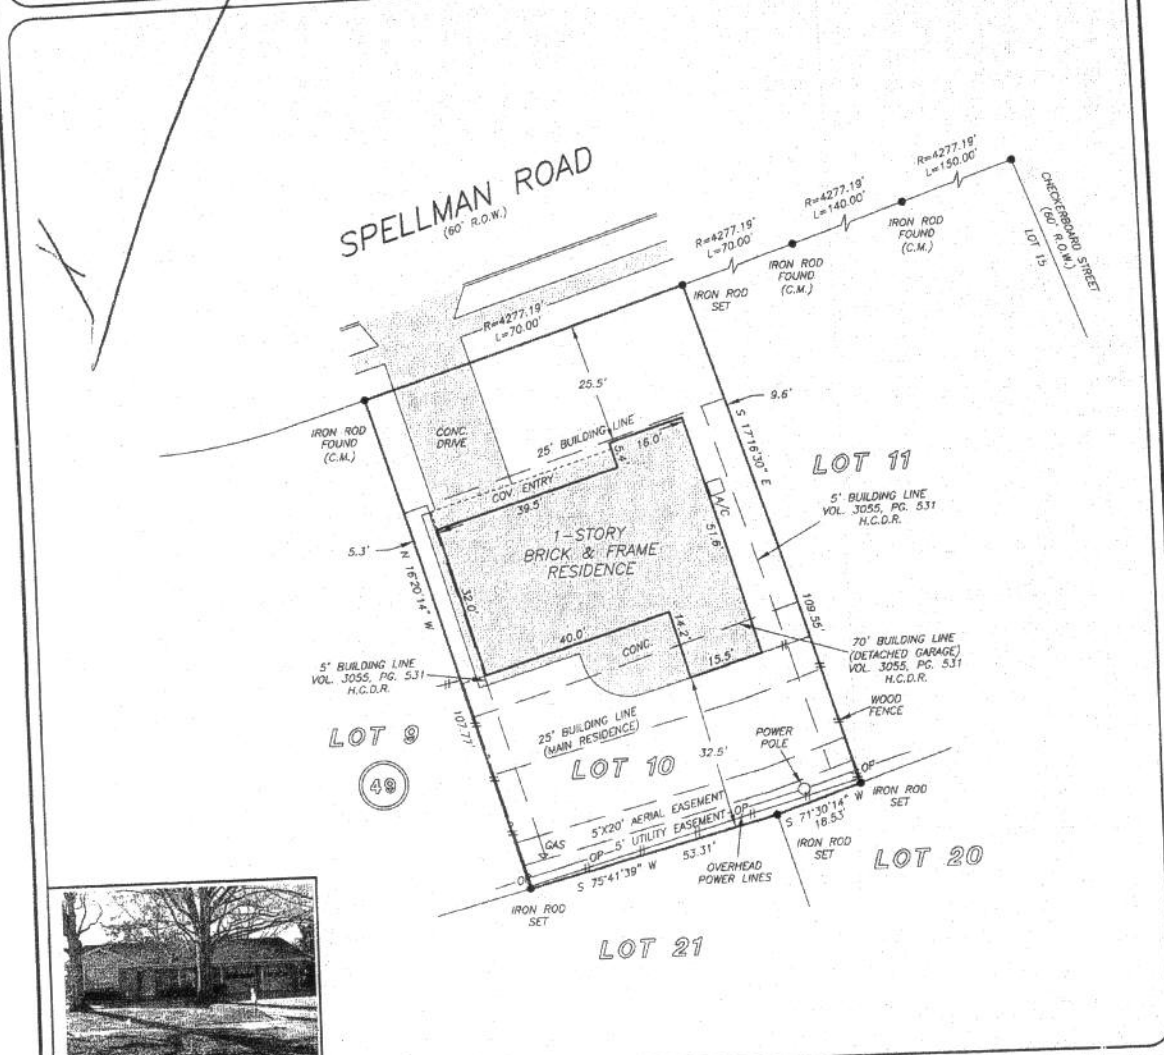 SPELLMAN ROAD
(60' R.O.W.)
R=4277.19'
L=150.00'
R=4277.19'
L=140.00'
R=4277.19'
L=70.00'
R=4277.19'
L=70.00'
CHECKERBOARD STREET
(60' R.O.W.)
LOT 15
IRON ROD
FOUND
(C.M.)
IRON ROD
FOUND
(C.M.)
IRON ROD
SET
IRON ROD
FOUND
(C.M.)
CONC.
DRIVE
25.5'
25' BUILDING LINE
9.6'
S 17°16'30" E
109.55'
LOT 11
5' BUILDING LINE
VOL. 3055, PG. 531
H.C.D.R.
16.0'
5.4'
COV. ENTRY
39.5'
A/C
51.6'
1-STORY
BRICK & FRAME
RESIDENCE
5.3'
N 16°20'14" W
107.77'
32.0'
40.0'
14.2'
CONC.
15.5'
5' BUILDING LINE
VOL. 3055, PG. 531
H.C.D.R.
70' BUILDING LINE
(DETACHED GARAGE)
VOL. 3055, PG. 531
H.C.D.R.
WOOD
FENCE
LOT 9
49
25' BUILDING LINE
(MAIN RESIDENCE)
32.5'
POWER
POLE
LOT 10
5'X20' AERIAL EASEMENT
5' UTILITY EASEMENT
GAS
OP
OP
OP
OP
S 71°30'14" W
18.53'
IRON ROD
SET
IRON ROD
SET
53.31'
S 75°41'39" W
OVERHEAD
POWER LINES
LOT 20
IRON ROD
SET
LOT 21